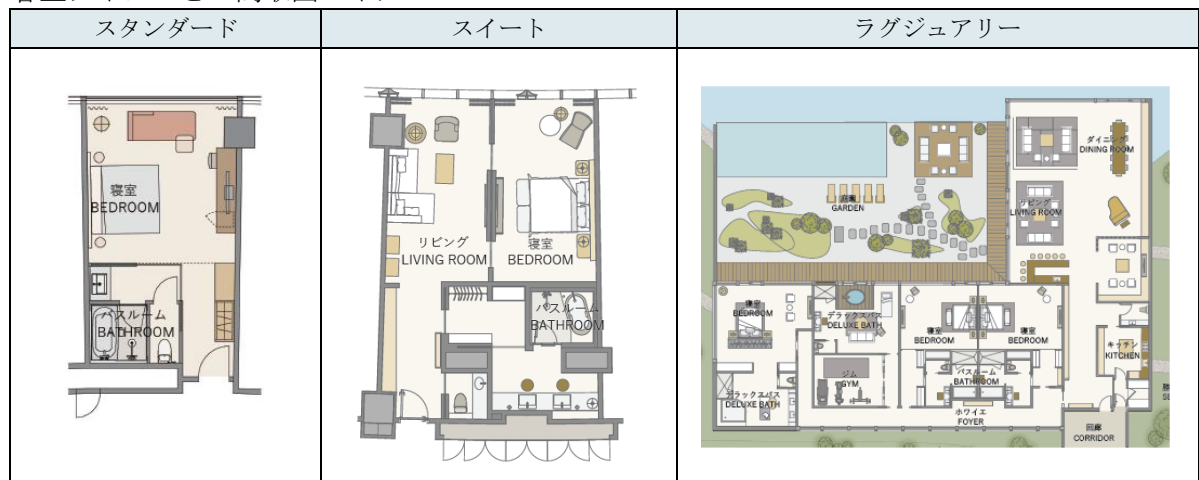 スタンダード
スイート
ラグジュアリー
寝室
BEDROOM
バスルーム
BATHROOM
リビング
LIVING ROOM
寝室
BEDROOM
バスルーム
BATHROOM
ダイニング
DINING ROOM
リビング
LIVING ROOM
庭園
GARDEN
寝室
BEDROOM
デラックスバス
DELUXE BATH
寝室
BEDROOM
寝室
BEDROOM
キッチン
KITCHEN
ジム
GYM
バスルーム
BATHROOM
デラックスバス
DELUXE BATH
ホワイエ
FOYER
回廊
CORRIDOR